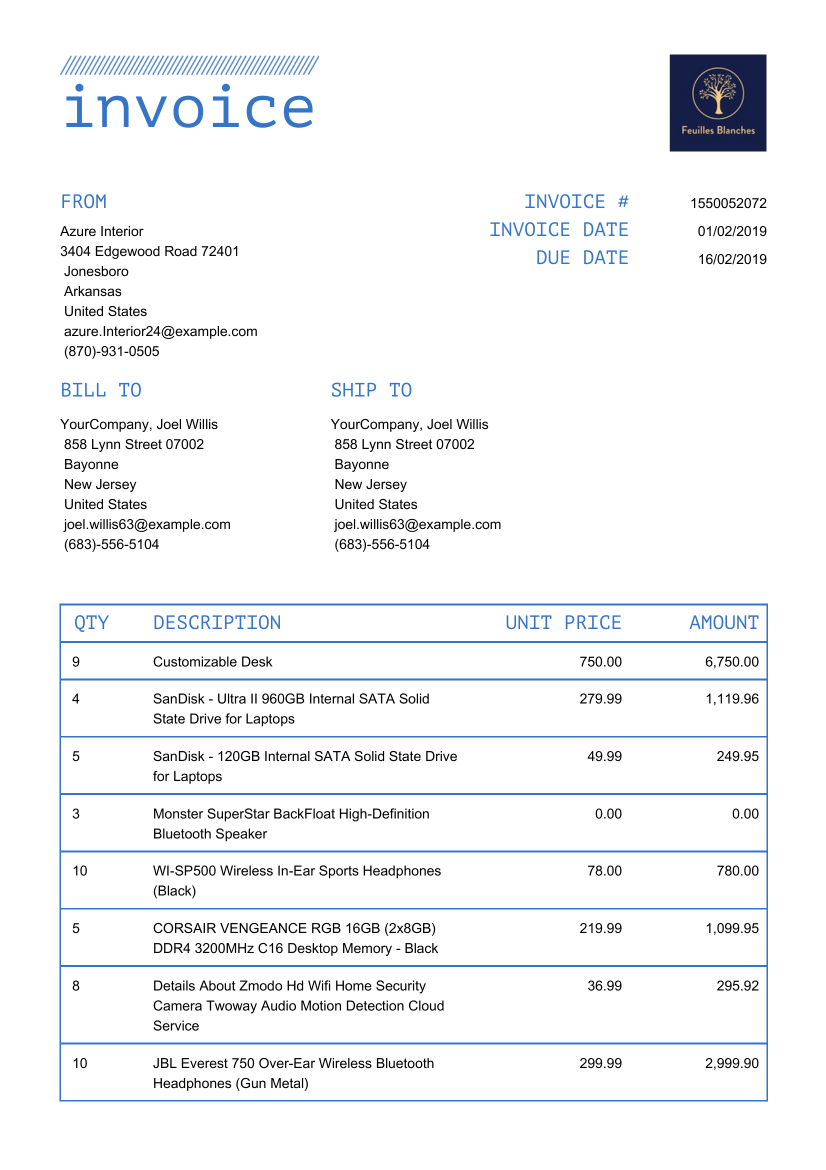 invoice
Feuilles Blanches
FROM
Azure Interior
3404 Edgewood Road 72401
Jonesboro
Arkansas
United States
azure.Interior24@example.com
(870)-931-0505
INVOICE # 1550052072
INVOICE DATE 01/02/2019
DUE DATE 16/02/2019
BILL TO
YourCompany, Joel Willis
858 Lynn Street 07002
Bayonne
New Jersey
United States
joel.willis63@example.com
(683)-556-5104
SHIP TO
YourCompany, Joel Willis
858 Lynn Street 07002
Bayonne
New Jersey
United States
joel.willis63@example.com
(683)-556-5104
QTY DESCRIPTION UNIT PRICE AMOUNT
9 Customizable Desk 750.00 6,750.00
4 SanDisk - Ultra II 960GB Internal SATA Solid 279.99 1,119.96
State Drive for Laptops
5 SanDisk - 120GB Internal SATA Solid State Drive 49.99 249.95
for Laptops
3 Monster SuperStar BackFloat High-Definition 0.00 0.00
Bluetooth Speaker
10 WI-SP500 Wireless In-Ear Sports Headphones 78.00 780.00
(Black)
5 CORSAIR VENGEANCE RGB 16GB (2x8GB) 219.99 1,099.95
DDR4 3200MHz C16 Desktop Memory - Black
8 Details About Zmodo Hd Wifi Home Security 36.99 295.92
Camera Twoway Audio Motion Detection Cloud
Service
10 JBL Everest 750 Over-Ear Wireless Bluetooth 299.99 2,999.90
Headphones (Gun Metal)